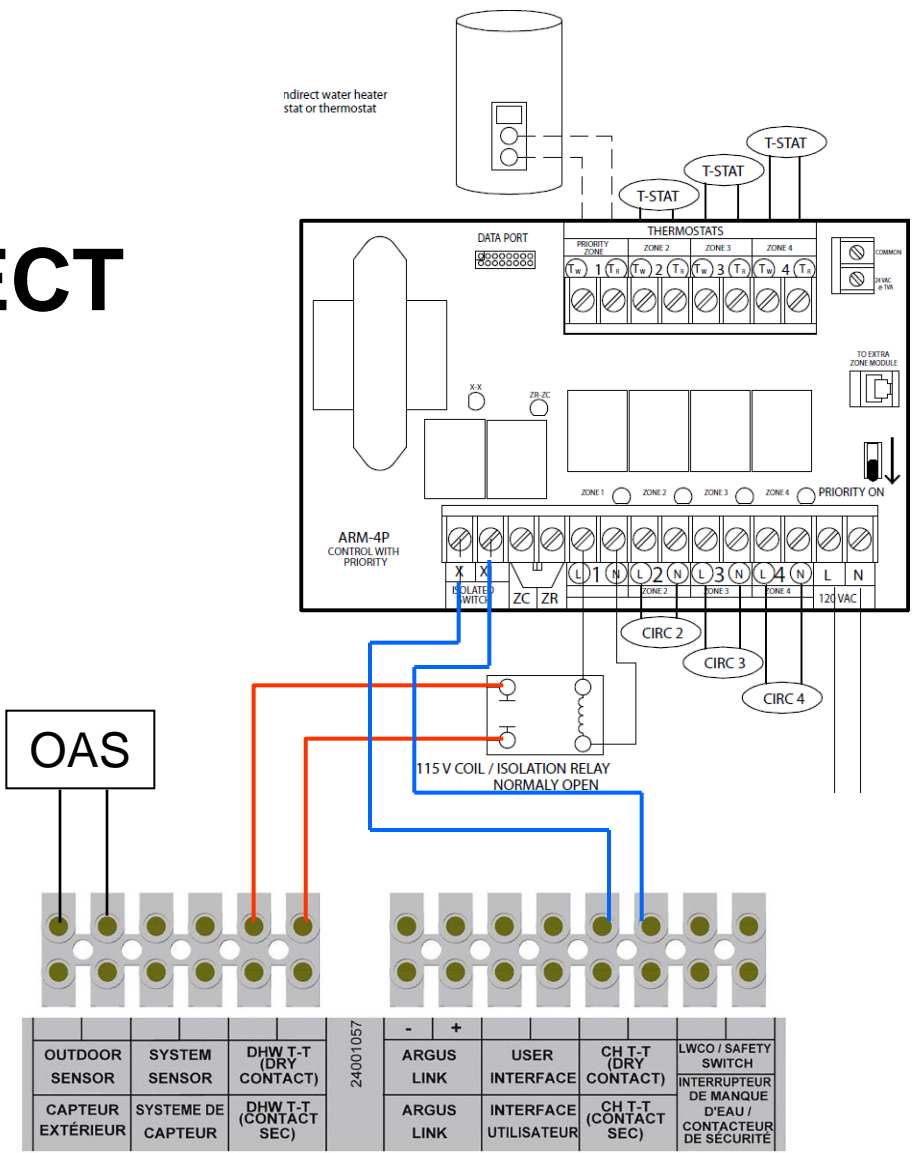 ndirect water heater
stat or thermostat
ECT
T-STAT
T-STAT
T-STAT
DATA PORT
THERMOSTATS
PRIORITY ZONE
ZONE 2
ZONE 3
ZONE 4
TW 1 TR TW 2 TR TW 3 TR TW 4 TR
COMMON
24 VAC
@ 1VA
TO EXTRA
ZONE MODULE
X-X
ZR-ZC
ZONE 1
ZONE 2
ZONE 3
ZONE 4
PRIORITY ON
ARM-4P
CONTROL WITH
PRIORITY
X X
ISOLATED
SWITCH
ZC ZR
L 1 N L 2 N L 3 N L 4 N
ZONE 2
ZONE 3
ZONE 4
L N
120 VAC
CIRC 2
CIRC 3
CIRC 4
OAS
115 V COIL / ISOLATION RELAY
NORMALY OPEN
OUTDOOR
SENSOR
SYSTEM
SENSOR
DHW T-T
(DRY
CONTACT)
CAPTEUR
EXTÉRIEUR
SYSTEME DE
CAPTEUR
DHW T-T
(CONTACT
SEC)
24001057
- +
ARGUS
LINK
USER
INTERFACE
CH T-T
(DRY
CONTACT)
LWCO / SAFETY
SWITCH
ARGUS
LINK
INTERFACE
UTILISATEUR
CH T-T
(CONTACT
SEC)
INTERRUPTEUR
DE MANQUE
D'EAU /
CONTACTEUR
DE SÉCURITÉ